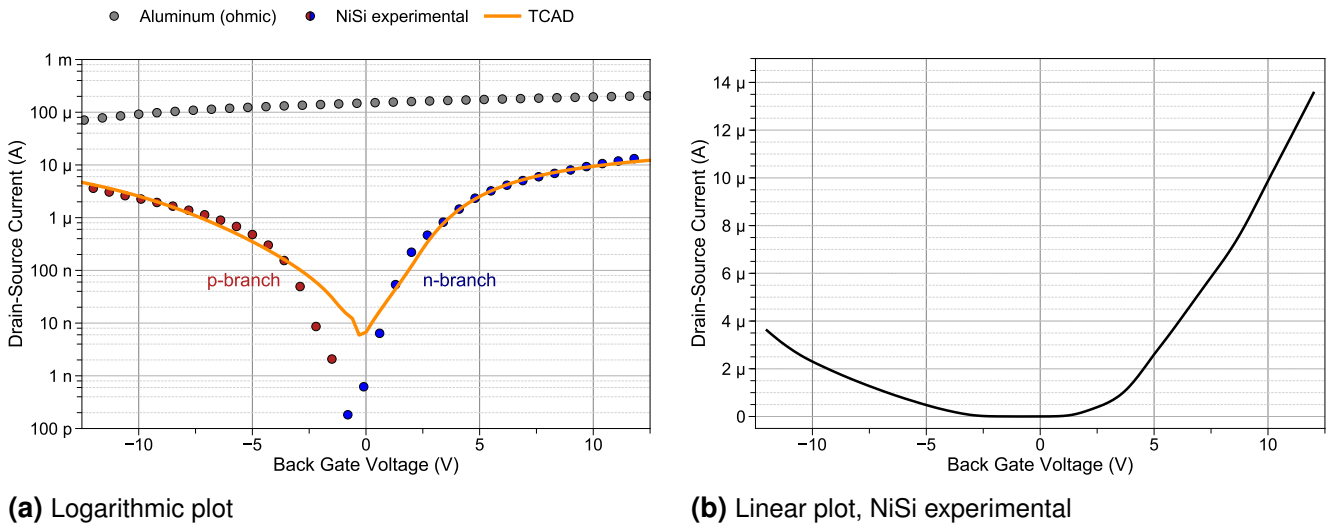 Aluminum (ohmic) NiSi experimental TCAD
1 m
100 µ
10 µ
1 µ
100 n
10 n
1 n
100 p
Drain-Source Current (A)
p-branch
n-branch
−10 −5 0 5 10
Back Gate Voltage (V)
(a) Logarithmic plot
14 µ
12 µ
10 µ
8 µ
6 µ
4 µ
2 µ
0
Drain-Source Current (A)
−10 −5 0 5 10
Back Gate Voltage (V)
(b) Linear plot, NiSi experimental